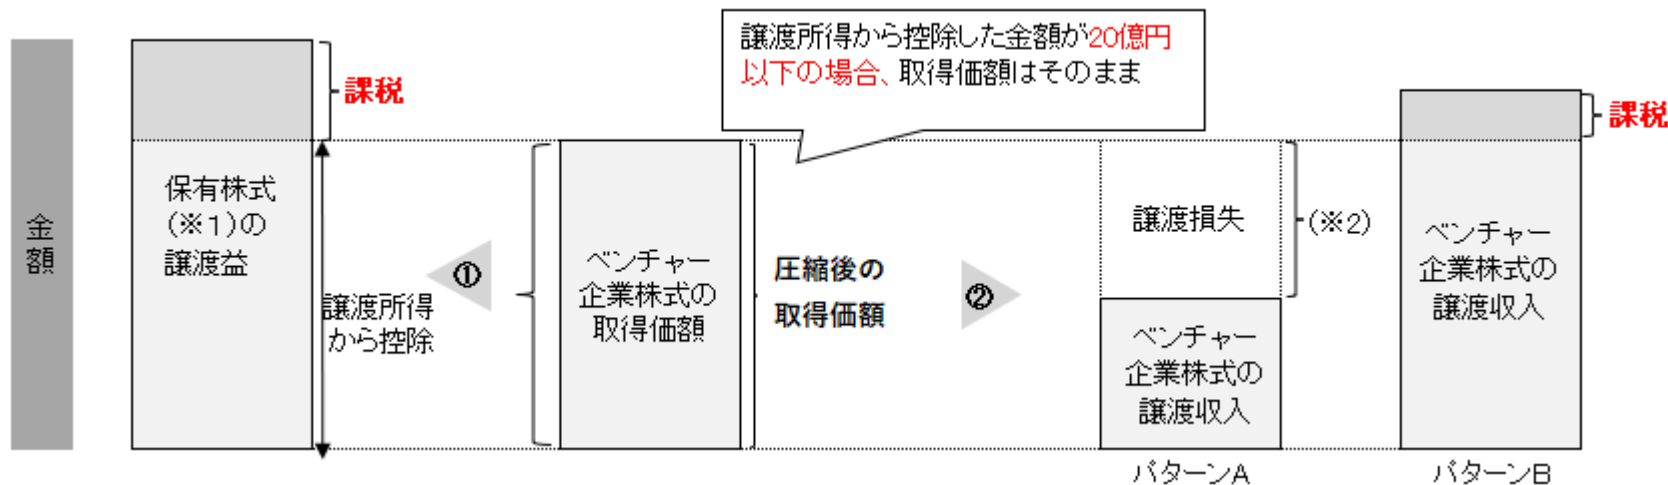 譲渡所得から控除した金額が20億円
以下の場合、取得価額はそのまま
課税
課税
金額
保有株式
(※1)の
譲渡益
譲渡所得
から控除
①
ベンチャー
企業株式の
取得価額
圧縮後の
取得価額
②
譲渡損失
(※2)
ベンチャー
企業株式の
譲渡収入
ベンチャー
企業株式の
譲渡収入
パターンA
パターンB